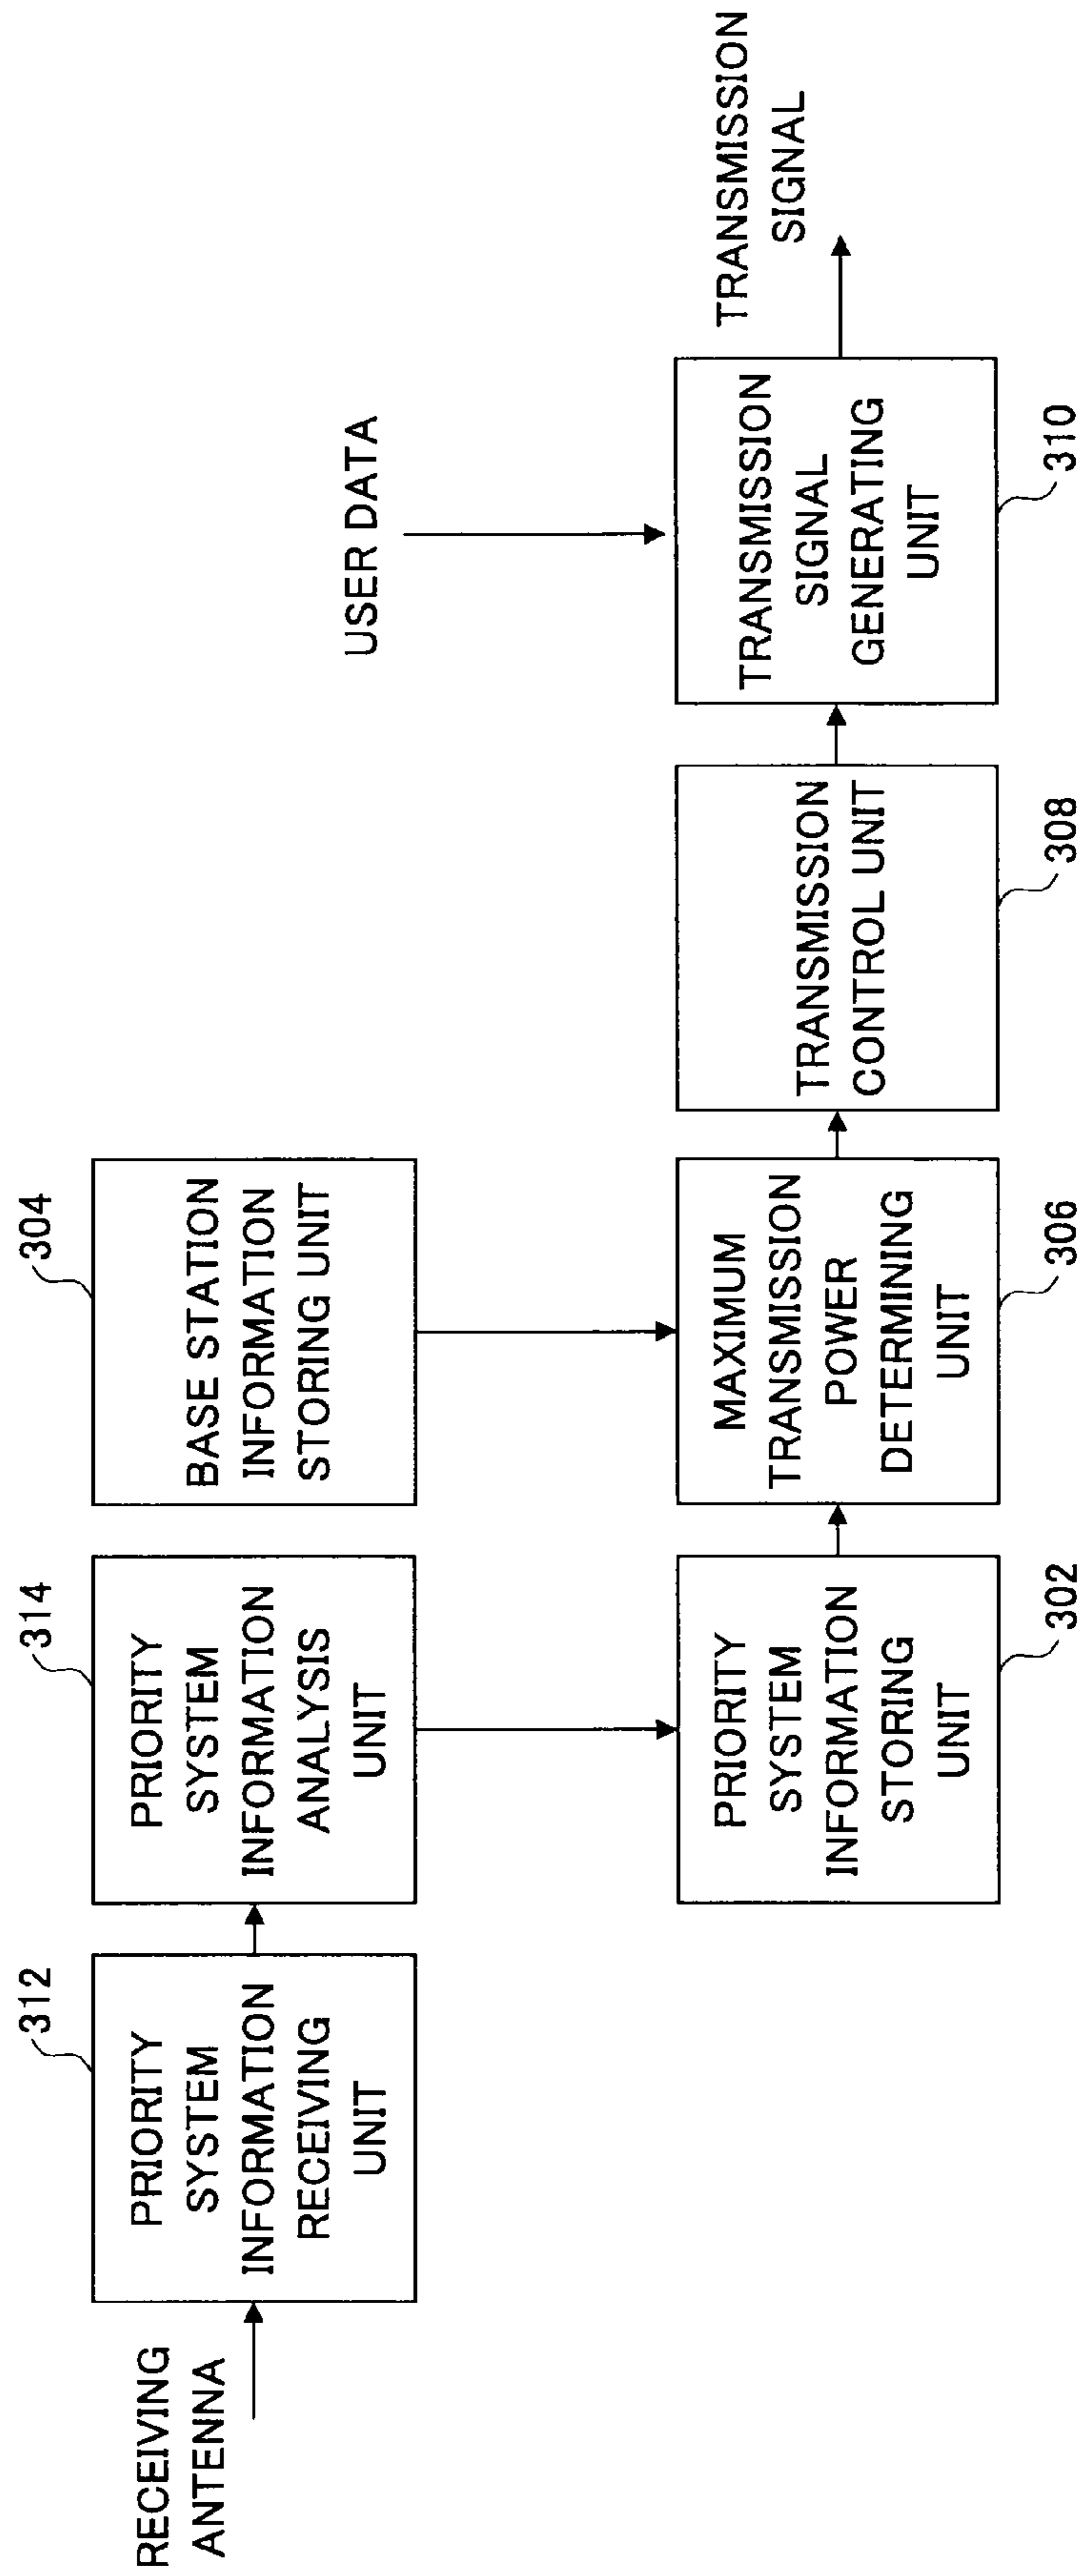 RECEIVING
ANTENNA
312
PRIORITY
SYSTEM
INFORMATION
RECEIVING
UNIT
314
PRIORITY
SYSTEM
INFORMATION
ANALYSIS
UNIT
304
BASE STATION
INFORMATION
STORING UNIT
USER DATA
PRIORITY
SYSTEM
INFORMATION
STORING
UNIT
302
MAXIMUM
TRANSMISSION
POWER
DETERMINING
UNIT
306
TRANSMISSION
CONTROL UNIT
308
TRANSMISSION
SIGNAL
GENERATING
UNIT
310
TRANSMISSION
SIGNAL